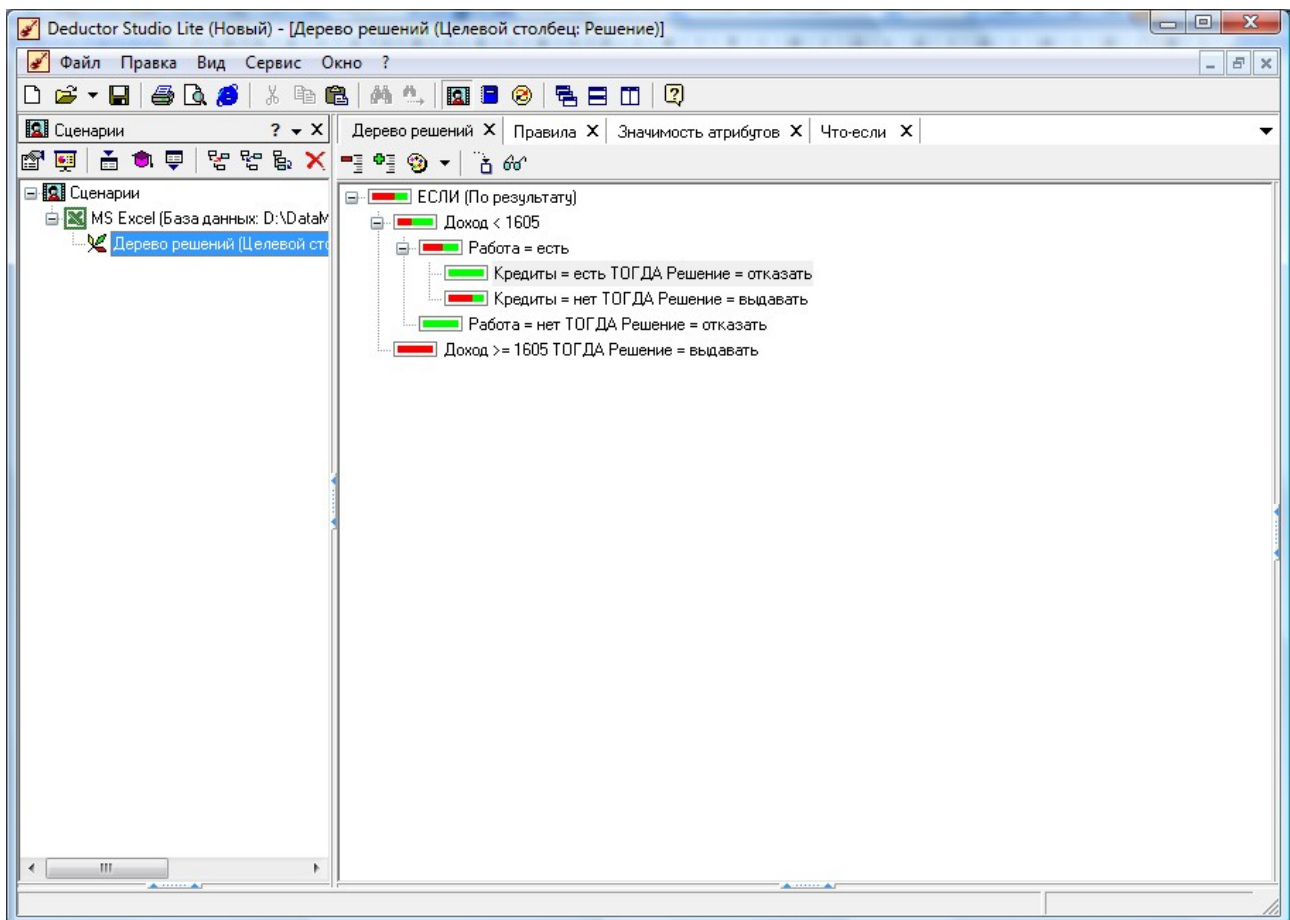 Deductor Studio Lite (Новый) - [Дерево решений (Целевой столбец: Решение)]
Файл Правка Вид Сервис Окно ?
Сценарии
Дерево решений Правила Значимость атрибутов Что-если
Сценарии
MS Excel (База данных: D:\DataM
Дерево решений (Целевой сто
ЕСЛИ (По результату)
Доход < 1605
Работа = есть
Кредиты = есть ТОГДА Решение = отказать
Кредиты = нет ТОГДА Решение = выдавать
Работа = нет ТОГДА Решение = отказать
Доход >= 1605 ТОГДА Решение = выдавать